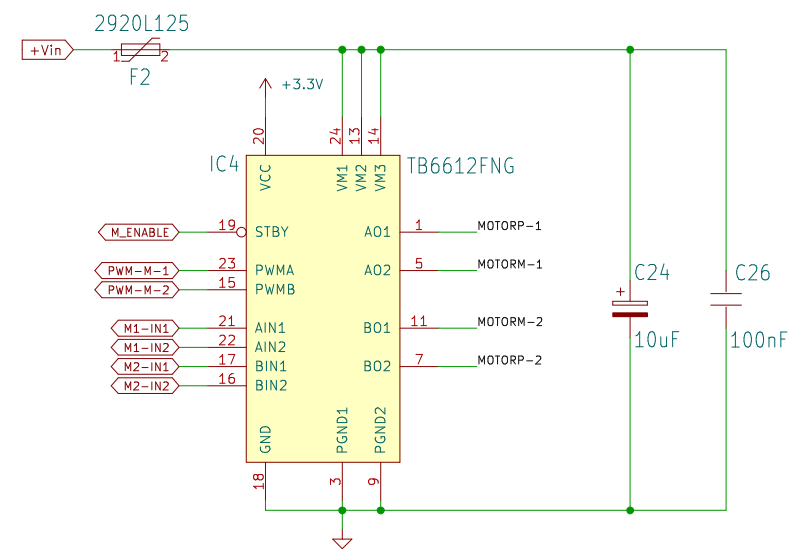 2920L125
+Vin
1
2
F2
+3.3V
20
24
13
14
IC4
TB6612FNG
VCC
VM1
VM2
VM3
M_ENABLE
19
STBY
AO1
1
MOTORP-1
PWM-M-1
23
PWMA
AO2
5
MOTORM-1
PWM-M-2
15
PWMB
C24
C26
+
10uF
100nF
M1-IN1
21
AIN1
BO1
11
MOTORM-2
M1-IN2
22
AIN2
M2-IN1
17
BIN1
BO2
7
MOTORP-2
M2-IN2
16
BIN2
GND
PGND1
PGND2
18
3
9